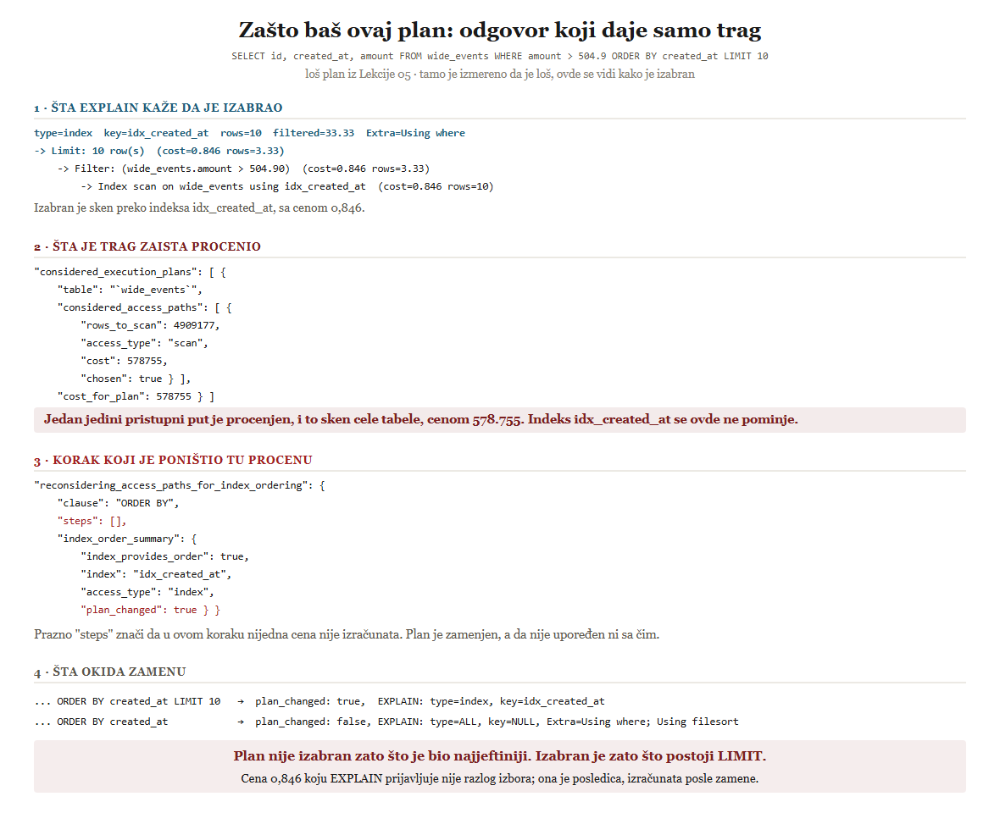 Zašto baš ovaj plan: odgovor koji daje samo trag
SELECT id, created_at, amount FROM wide_events WHERE amount > 504.9 ORDER BY created_at LIMIT 10
loš plan iz Lekcije 05 · tamo je izmereno da je loš, ovde se vidi kako je izabran
1 · ŠTA EXPLAIN KAŽE DA JE IZABRAO
type=index  key=idx_created_at  rows=10  filtered=33.33  Extra=Using where
-> Limit: 10 row(s)  (cost=0.846 rows=3.33)
    -> Filter: (wide_events.amount > 504.90)  (cost=0.846 rows=3.33)
        -> Index scan on wide_events using idx_created_at  (cost=0.846 rows=10)
Izabran je sken preko indeksa idx_created_at, sa cenom 0,846.
2 · ŠTA JE TRAG ZAISTA PROCENIO
"considered_execution_plans": [ {
    "table": "`wide_events`",
    "considered_access_paths": [ {
        "rows_to_scan": 4909177,
        "access_type": "scan",
        "cost": 578755,
        "chosen": true } ],
    "cost_for_plan": 578755 } ]
Jedan jedini pristupni put je procenjen, i to sken cele tabele, cenom 578.755. Indeks idx_created_at se ovde ne pominje.
3 · KORAK KOJI JE PONIŠTIO TU PROCENU
"reconsidering_access_paths_for_index_ordering": {
    "clause": "ORDER BY",
    "steps": [],
    "index_order_summary": {
        "index_provides_order": true,
        "index": "idx_created_at",
        "access_type": "index",
        "plan_changed": true } }
Prazno "steps" znači da u ovom koraku nijedna cena nije izračunata. Plan je zamenjen, a da nije upoređen ni sa čim.
4 · ŠTA OKIDA ZAMENU
... ORDER BY created_at LIMIT 10   →  plan_changed: true,  EXPLAIN: type=index, key=idx_created_at
... ORDER BY created_at            →  plan_changed: false, EXPLAIN: type=ALL, key=NULL, Extra=Using where; Using filesort
Plan nije izabran zato što je bio najjeftiniji. Izabran je zato što postoji LIMIT.
Cena 0,846 koju EXPLAIN prijavljuje nije razlog izbora; ona je posledica, izračunata posle zamene.